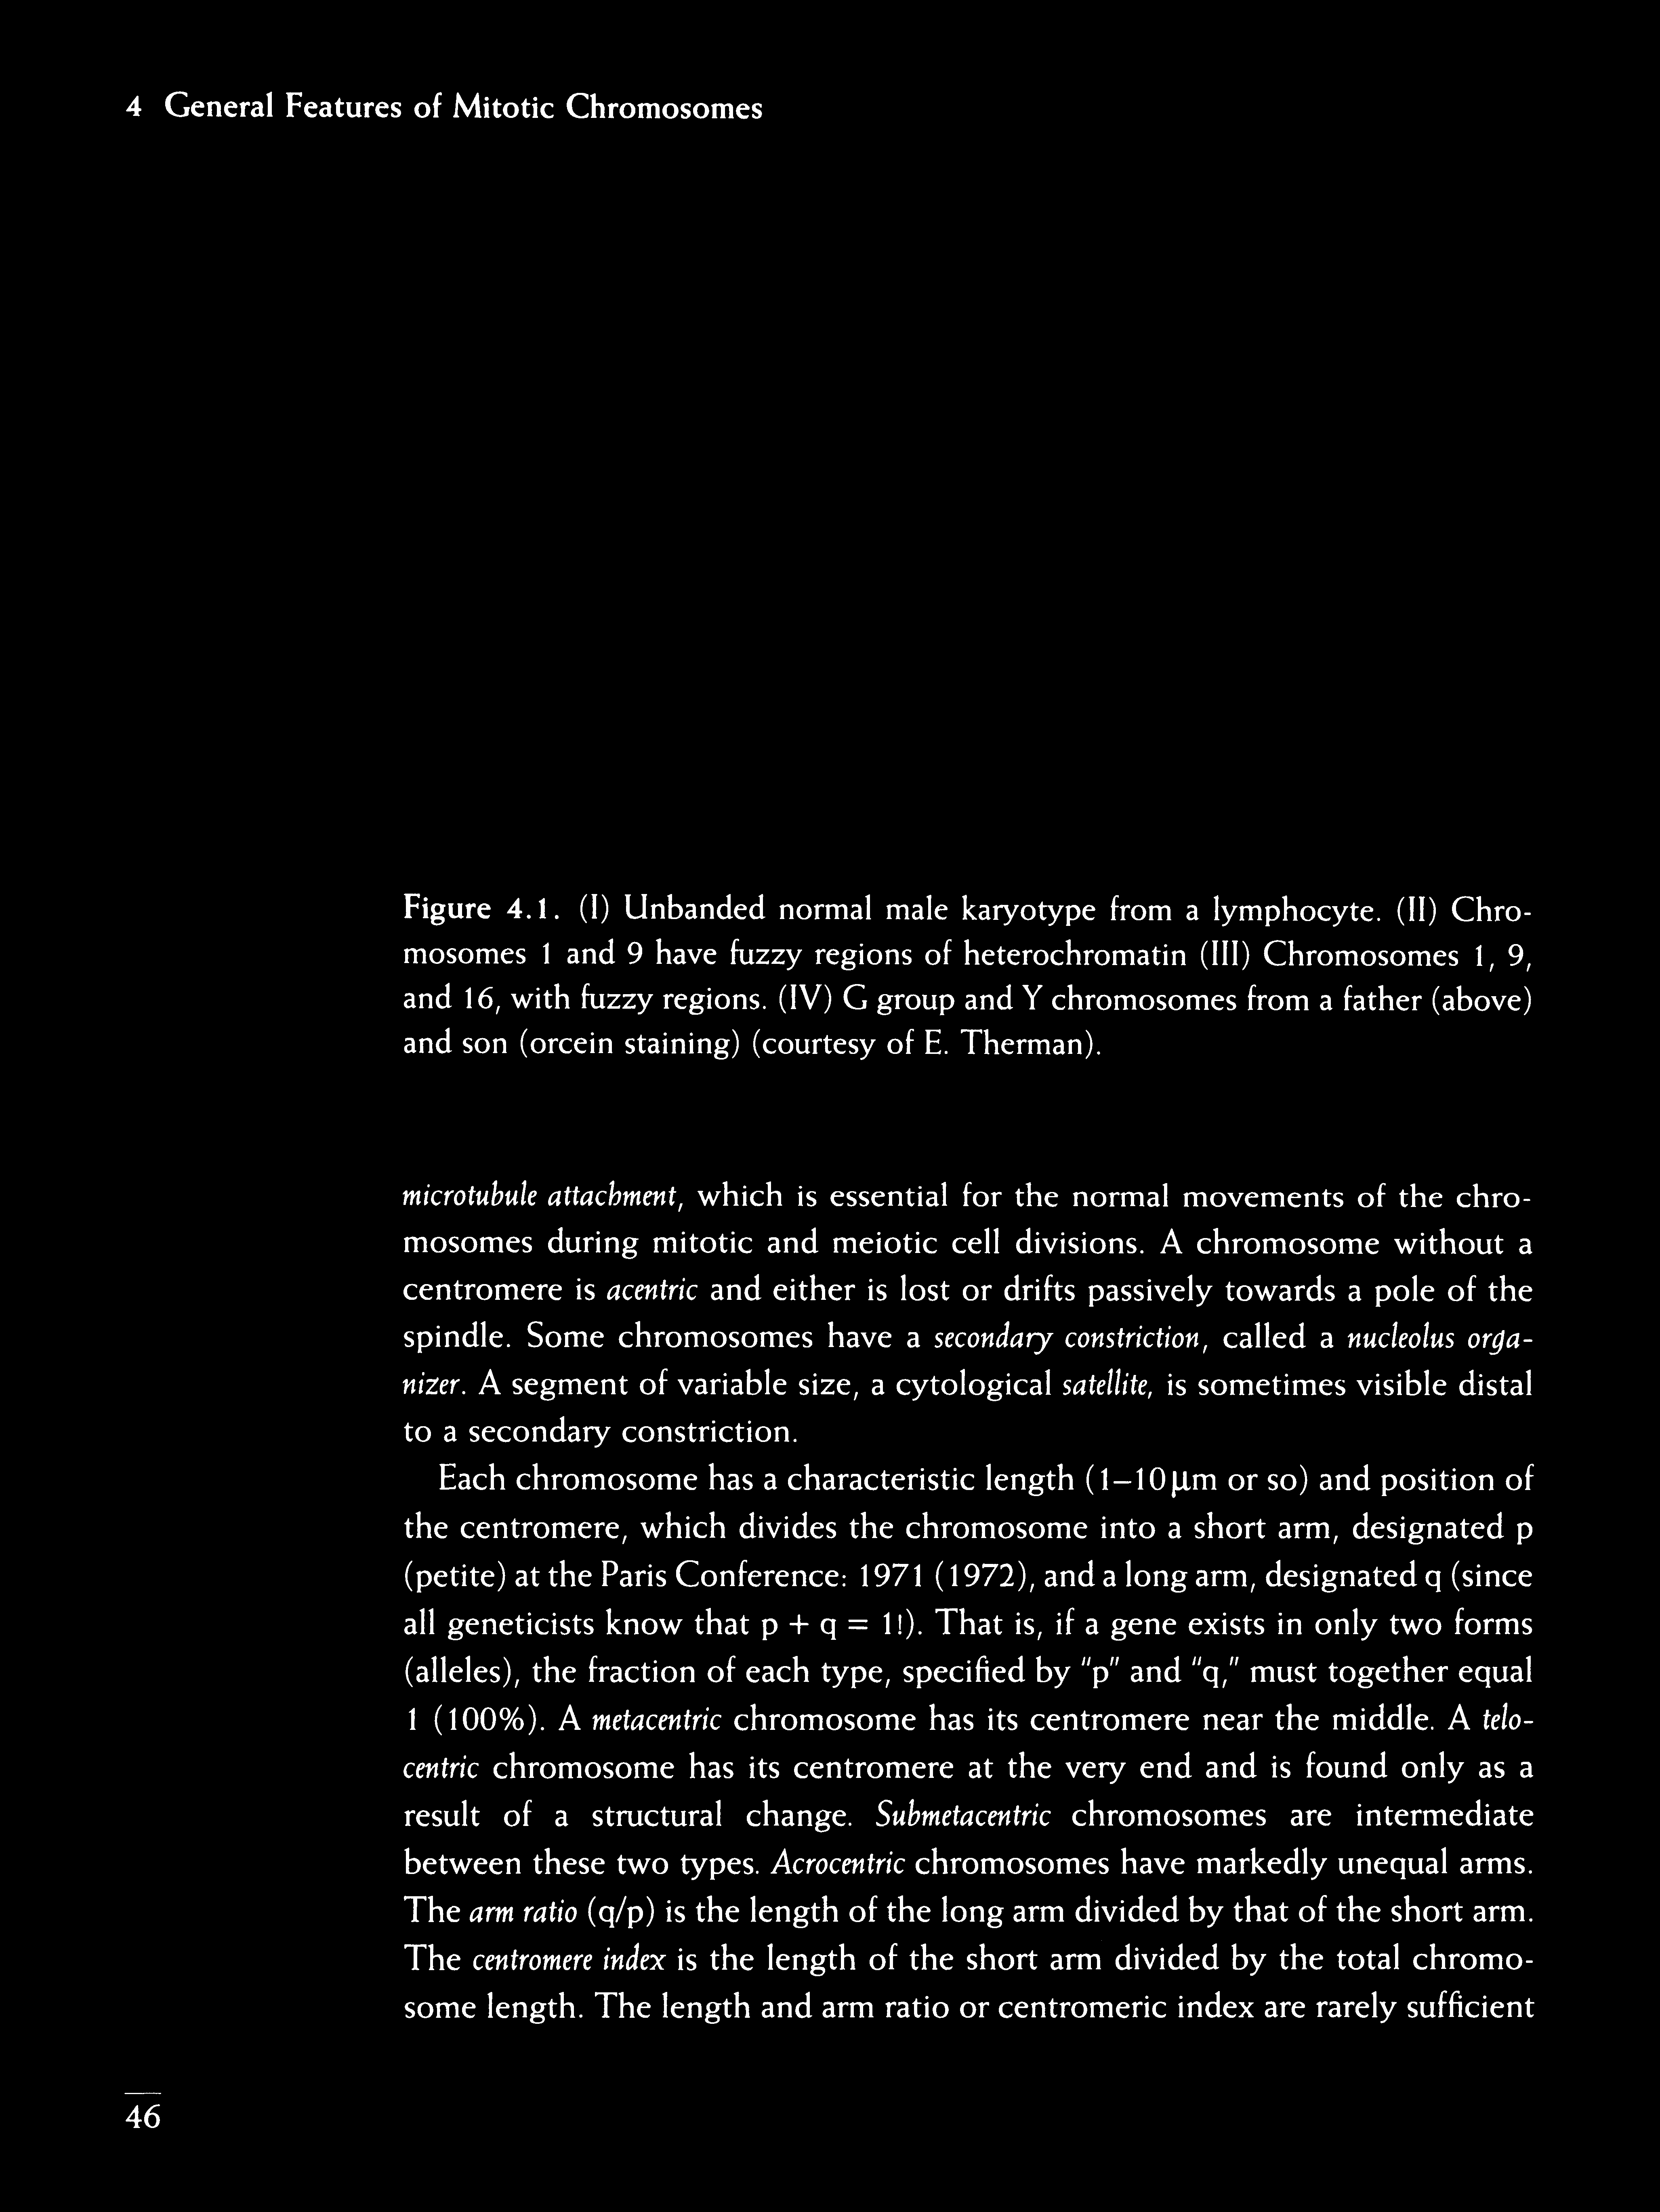 4 General Features of Mitotic Chromosomes
Figure 4.1. (I) Unbanded normal male karyotype from a lymphocyte. (II) Chro-
mosomes 1 and 9 have fuzzy regions of heterochromatin (III) Chromosomes 1, 9,
and 16, with fuzzy regions. (IV) G group and Y chromosomes from a father (above)
and son (orcein staining) (courtesy of E. Therman).
microtubule attachment, which is essential for the normal movements of the chro-
mosomes during mitotic and meiotic cell divisions. A chromosome without a
centromere is acentric and either is lost or drifts passively towards a pole of the
spindle. Some chromosomes have a secondary constriction, called a nucleolus orga-
nizer. A segment of variable size, a cytological satellite, is sometimes visible distal
to a secondary constriction.
Each chromosome has a characteristic length (1–10 μm or so) and position of
the centromere, which divides the chromosome into a short arm, designated p
(petite) at the Paris Conference: 1971 (1972), and a long arm, designated q (since
all geneticists know that p + q = 1!). That is, if a gene exists in only two forms
(alleles), the fraction of each type, specified by "p" and "q," must together equal
1 (100%). A metacentric chromosome has its centromere near the middle. A telo-
centric chromosome has its centromere at the very end and is found only as a
result of a structural change. Submetacentric chromosomes are intermediate
between these two types. Acrocentric chromosomes have markedly unequal arms.
The arm ratio (q/p) is the length of the long arm divided by that of the short arm.
The centromere index is the length of the short arm divided by the total chromo-
some length. The length and arm ratio or centromeric index are rarely sufficient
46